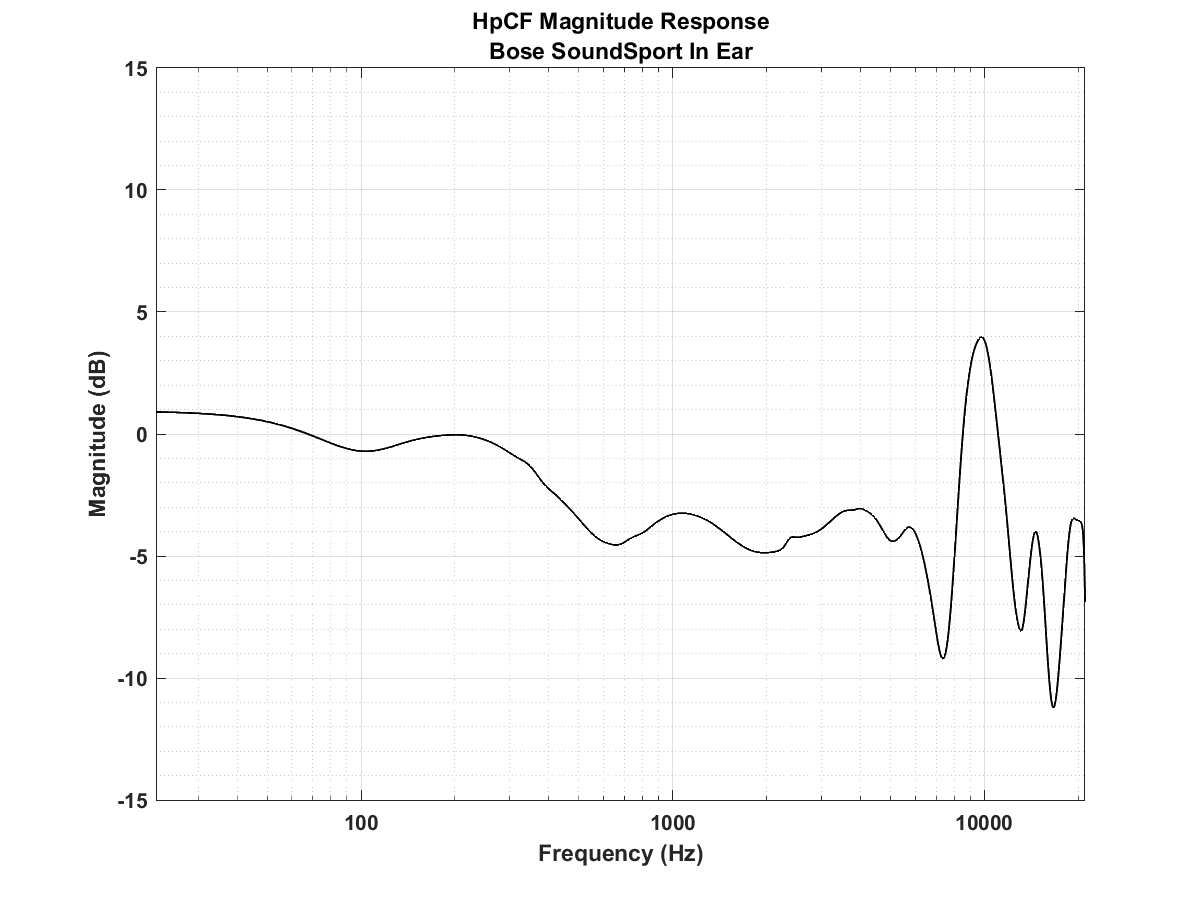 HpCF Magnitude Response
Bose SoundSport In Ear
15
10
5
0
-5
-10
-15
Magnitude (dB)
100
1000
10000
Frequency (Hz)